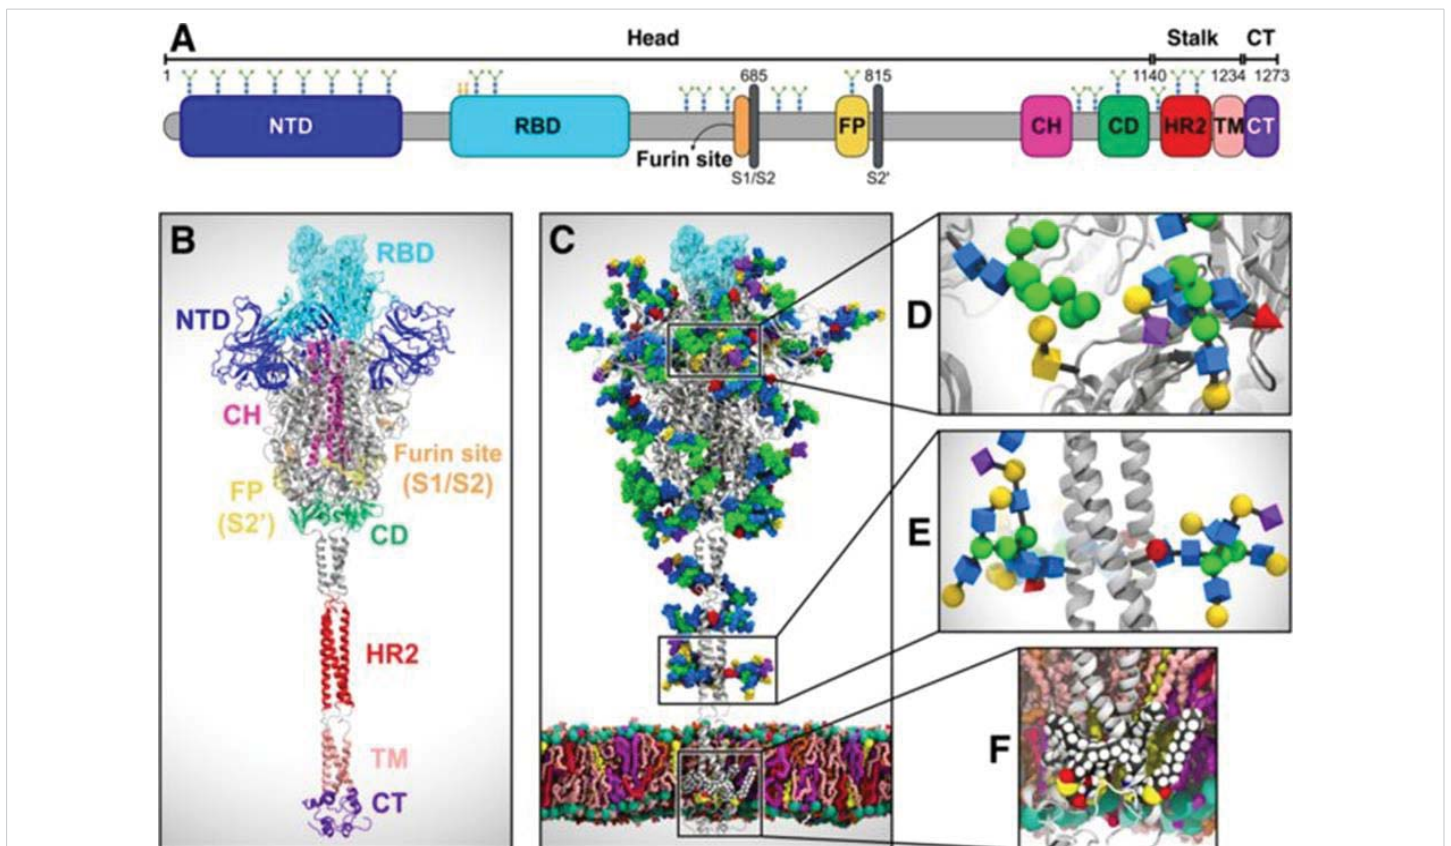 A
Head
Stalk
CT
1
685
815
1140
1234
1273
NTD
RBD
FP
CH
CD
HR2
TM
CT
Furin site
S1/S2
S2'
B
RBD
NTD
CH
Furin site
(S1/S2)
FP
(S2')
CD
HR2
TM
CT
C
D
E
F